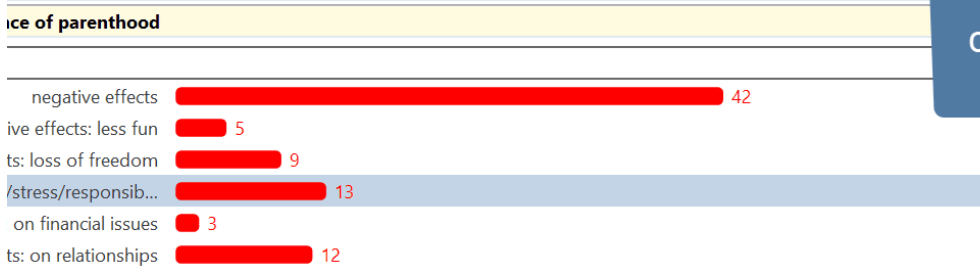 ce of parenthood
negative effects 42
ive effects: less fun 5
ts: loss of freedom 9
/stress/responsib... 13
on financial issues 3
ts: on relationships 12